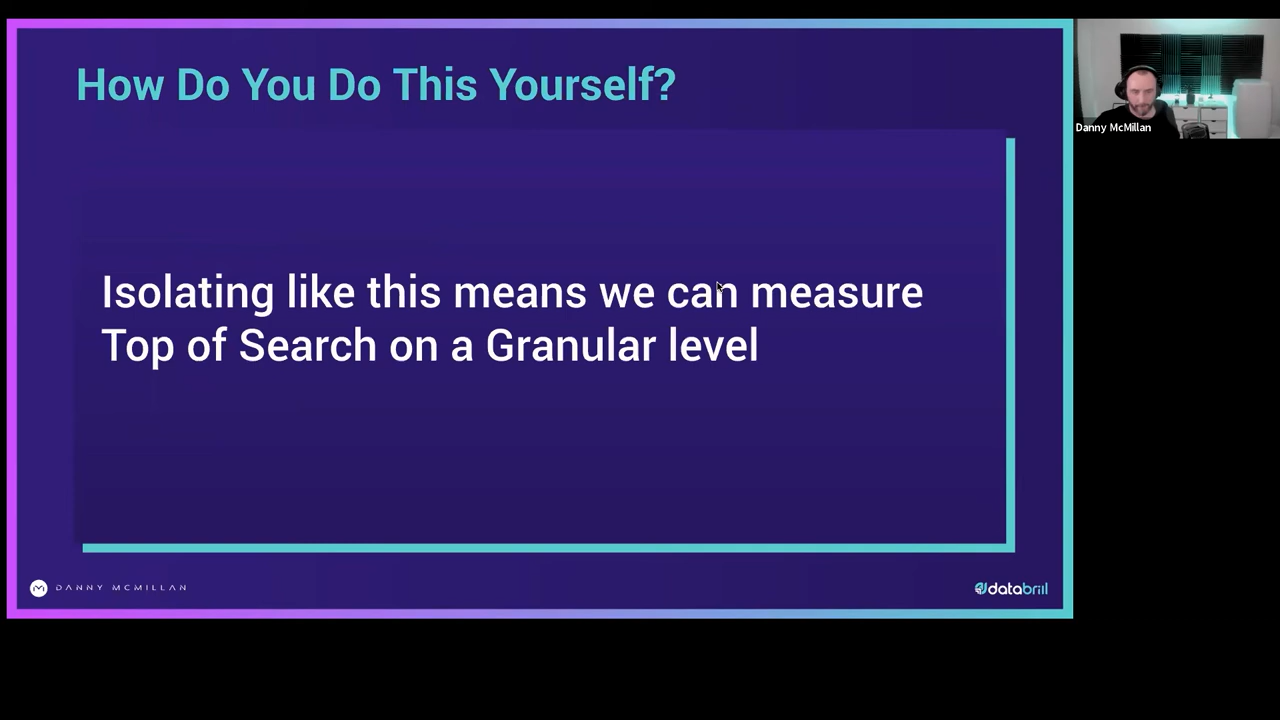 How Do You Do This Yourself?
Isolating like this means we can measure
Top of Search on a Granular level
DANNY MCMILLAN
databrill
Danny McMillan